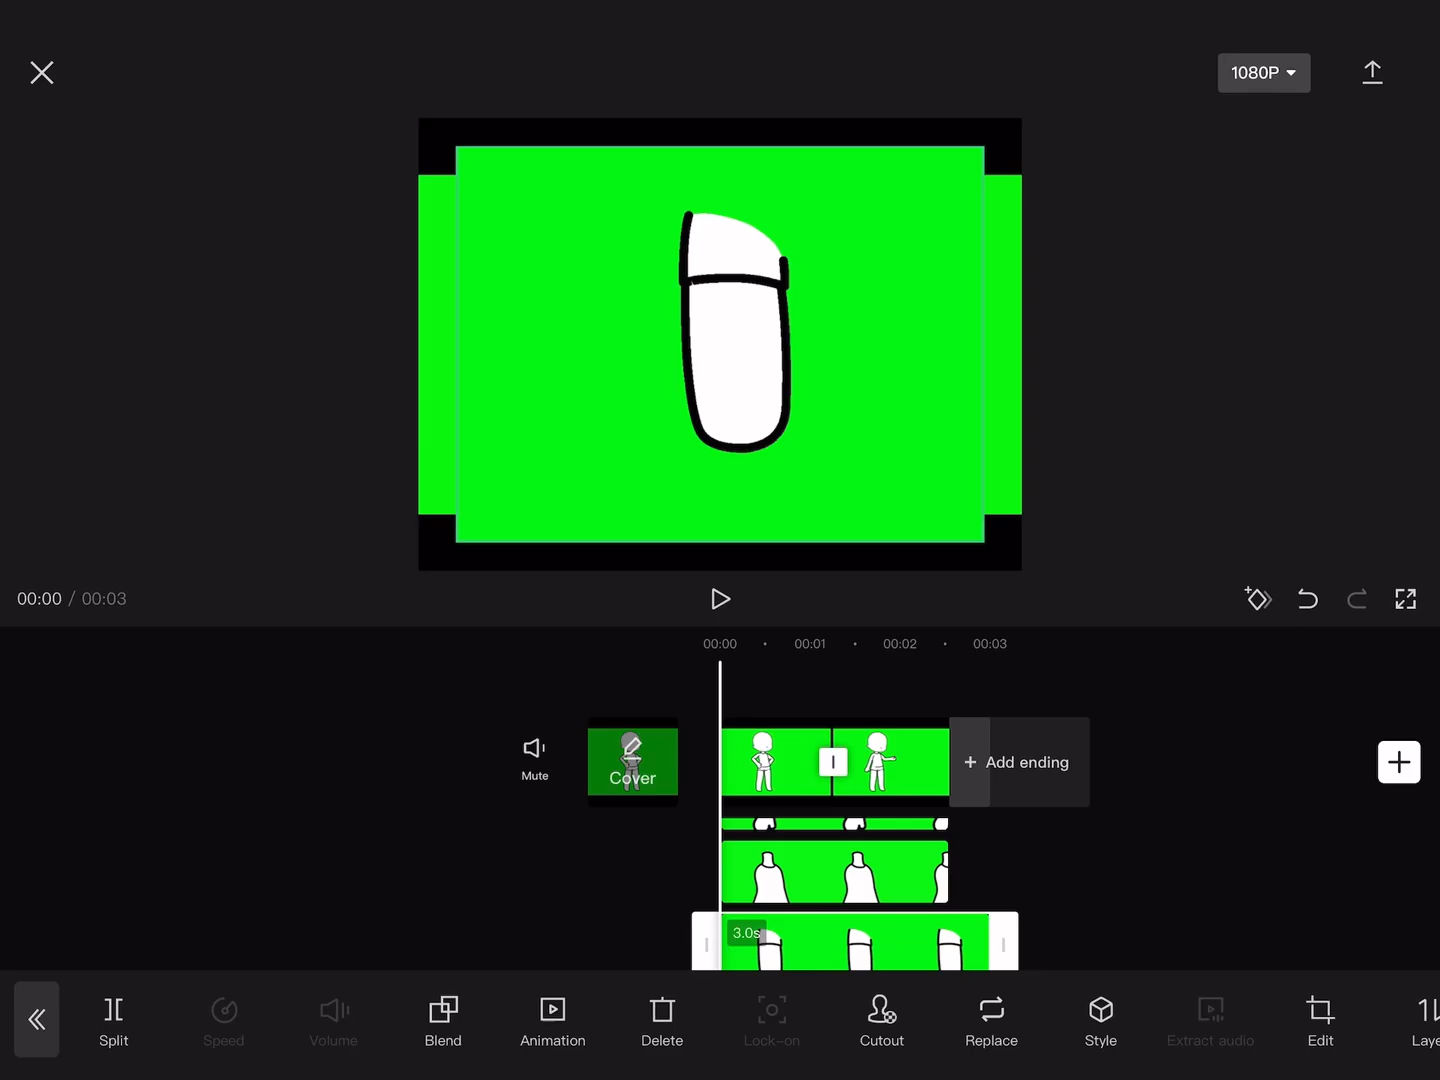 1080P
00:00 / 00:03
00:00 00:01 00:02 00:03
Mute
Cover
+ Add ending
3.0s
Split Speed Volume Blend Animation Delete Lock-on Cutout Replace Style Extract audio Edit Laye